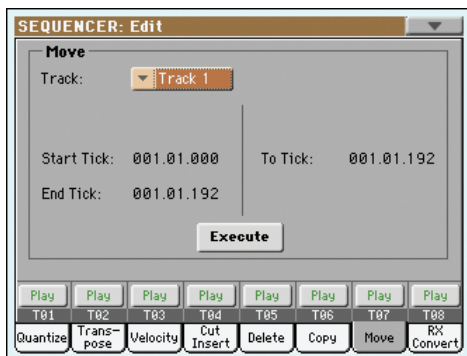 SEQUENCER: Edit
Move
Track: Track 1
Start Tick: 001.01.000 To Tick: 001.01.192
End Tick: 001.01.192
Execute
Play Play Play Play Play Play Play Play
T01 T02 T03 T04 T05 T06 T07 T08
Quantize Trans-pose Velocity Cut Insert Delete Copy Move RX Convert